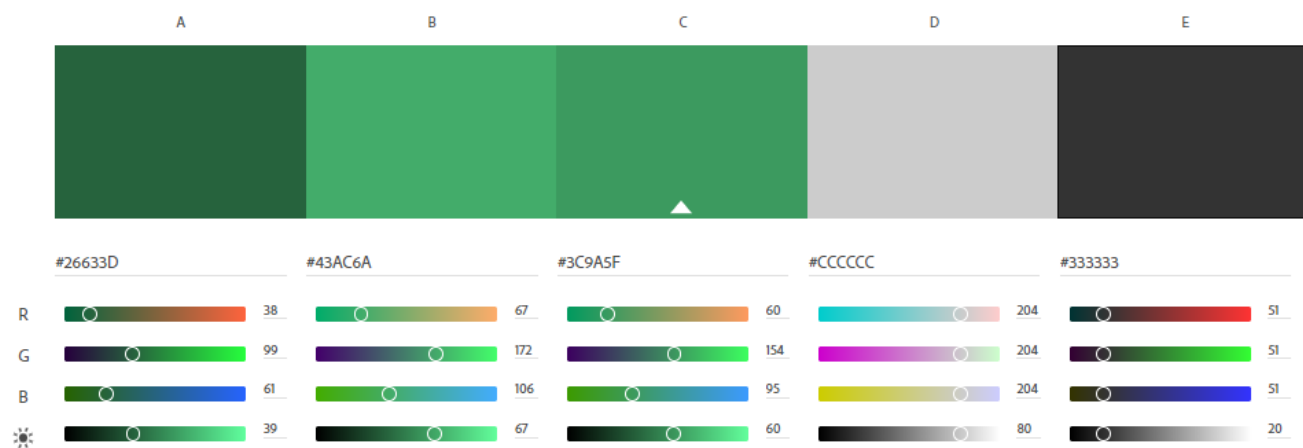 A B C D E
#26633D #43AC6A #3C9A5F #CCCCCC #333333
R 38 67 60 204 51
G 99 172 154 204 51
B 61 106 95 204 51
39 67 60 80 20